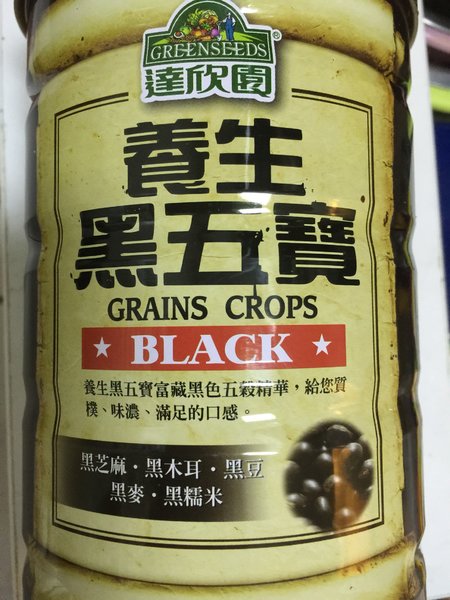 GREENSEEDS
®
達欣園
養生
黑五寶
GRAINS CROPS
★ BLACK ★
養生黑五寶富藏黑色五穀精華，給您質
樸、味濃、滿足的口感。
黑芝麻・黑木耳・黑豆
黑麥・黑糯米